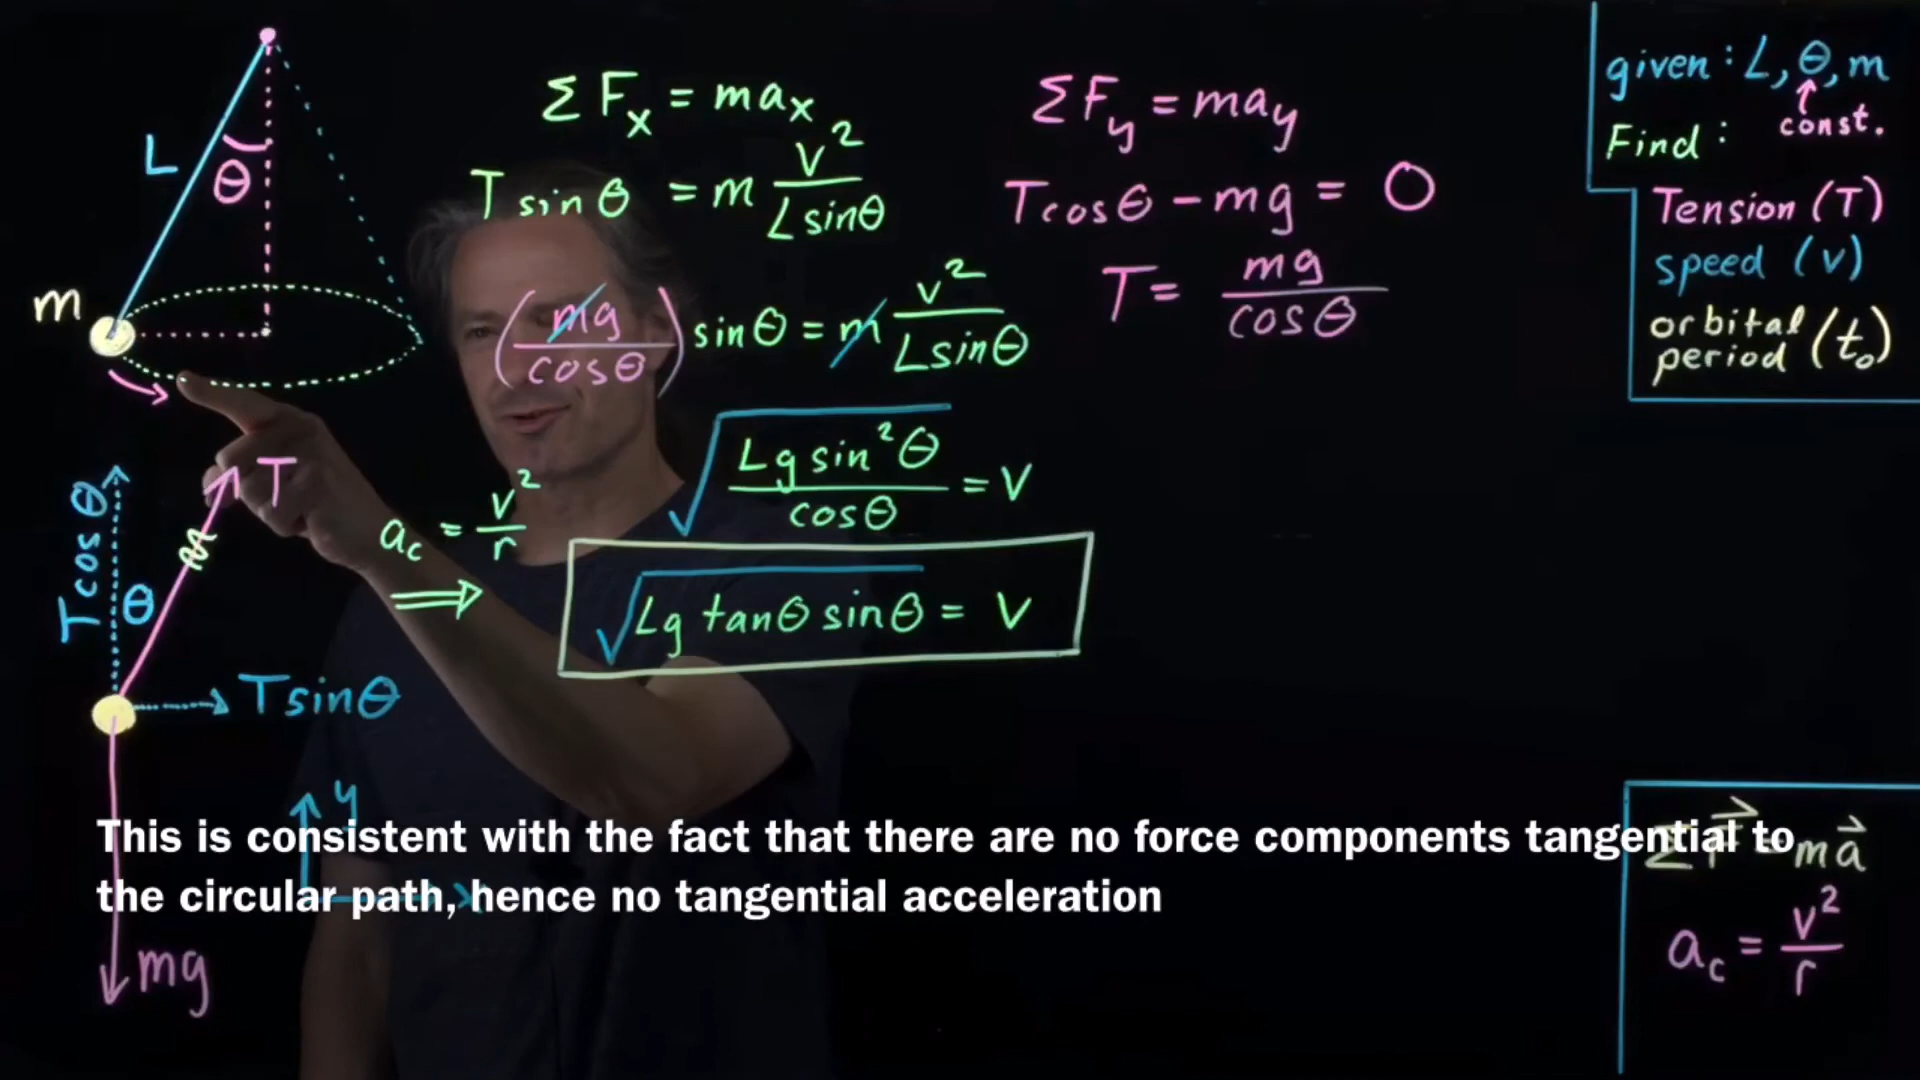 L
θ
m
ΣFx = max
T sinθ = m v²/(L sinθ)
(mg/cosθ) sinθ = m v²/(L sinθ)
√(Lg sin²θ/cosθ) = v
ac = v²/r
⟹ √(Lg tanθ sinθ) = v
ΣFy = may
Tcosθ - mg = 0
T = mg/cosθ
given: L, θ, m
↑
const.
Find:
Tension (T)
speed (v)
orbital
period (to)
T
Tcosθ
θ
Tsinθ
mg
y
x
This is consistent with the fact that there are no force components tangential to
the circular path, hence no tangential acceleration
ΣF⃗ = ma⃗
ac = v²/r